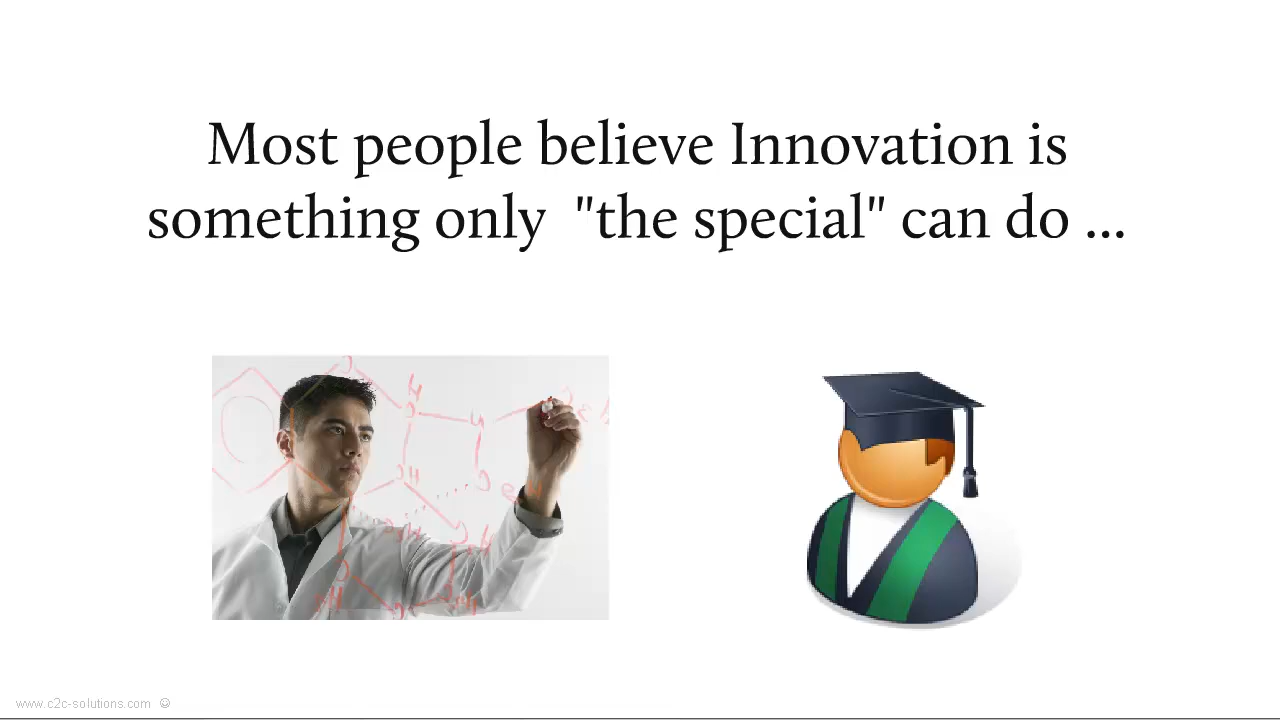 Most people believe Innovation is
something only "the special" can do ...
www.c2c-solutions.com ©